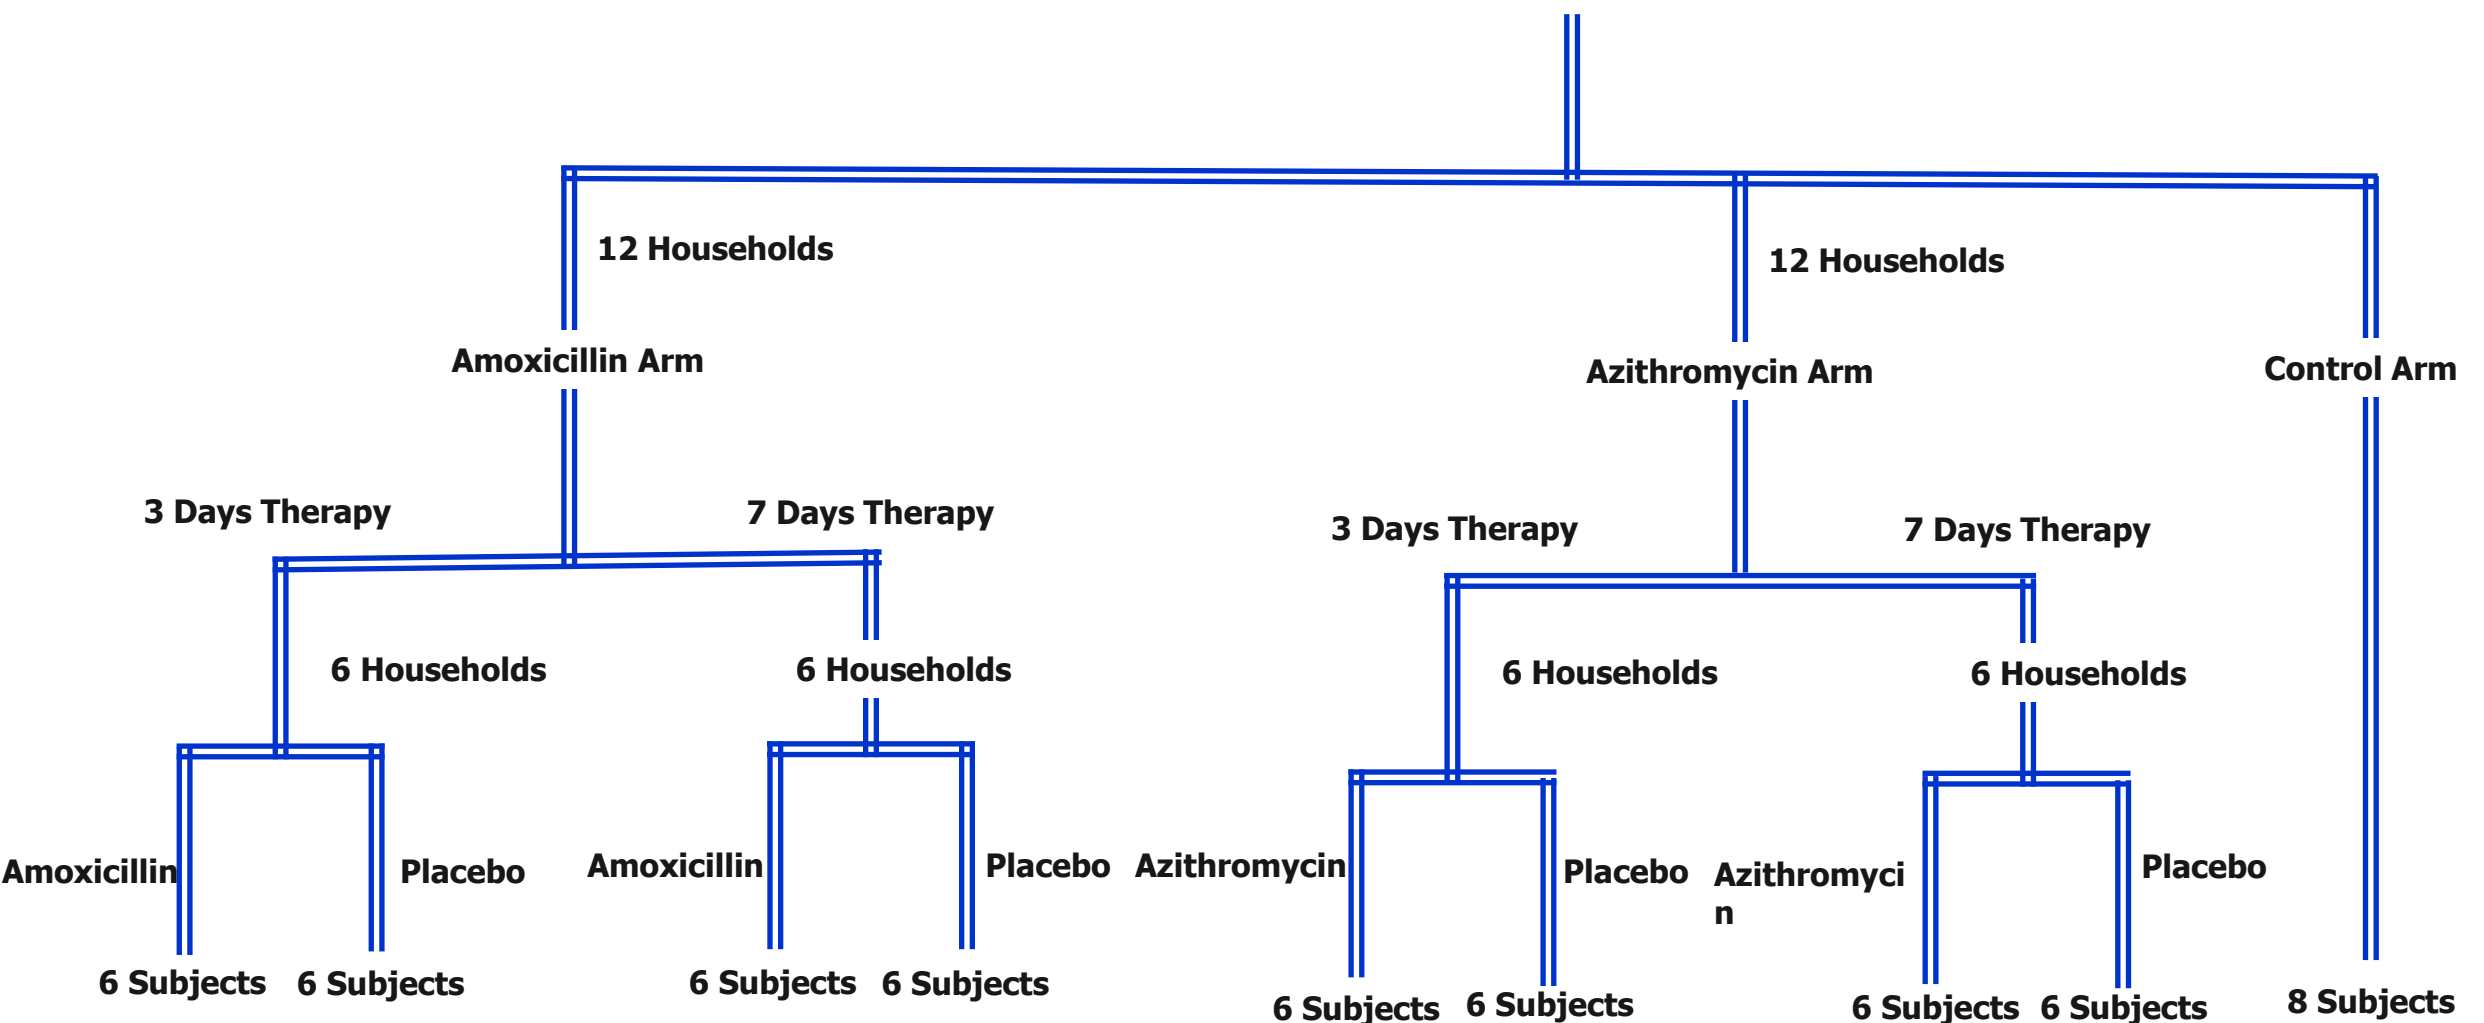 12 Households
12 Households
Amoxicillin Arm
Azithromycin Arm
Control Arm
3 Days Therapy
7 Days Therapy
3 Days Therapy
7 Days Therapy
6 Households
6 Households
6 Households
6 Households
Amoxicillin
Placebo
Amoxicillin
Placebo
Azithromycin
Placebo
Azithromyci
n
Placebo
6 Subjects
6 Subjects
6 Subjects
6 Subjects
6 Subjects
6 Subjects
6 Subjects
6 Subjects
8 Subjects